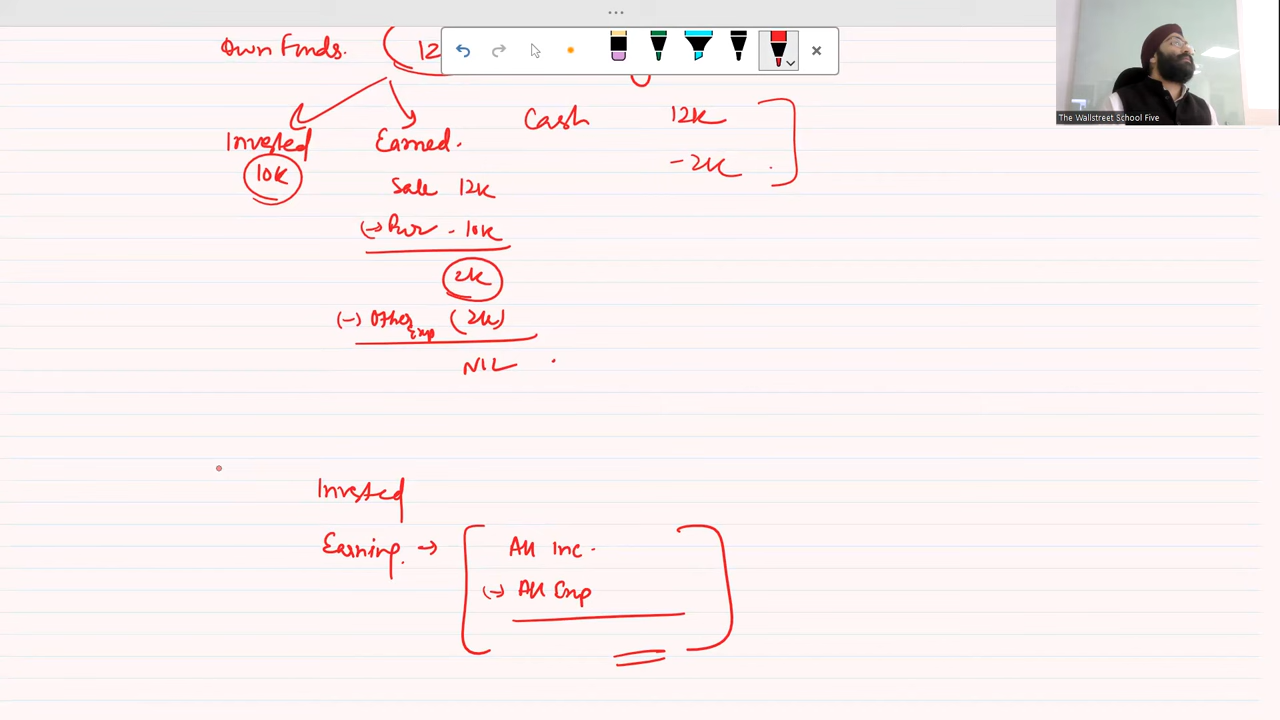 Own Funds. 12
Cash 12K
-2K
Invested Earned.
10K
Sale 12K
(-) Pur - 10K
2K
(-) Other Exp (2K)
NIL
Invested
Earning. → All Inc.
(-) All Exp
The Wallstreet School Five